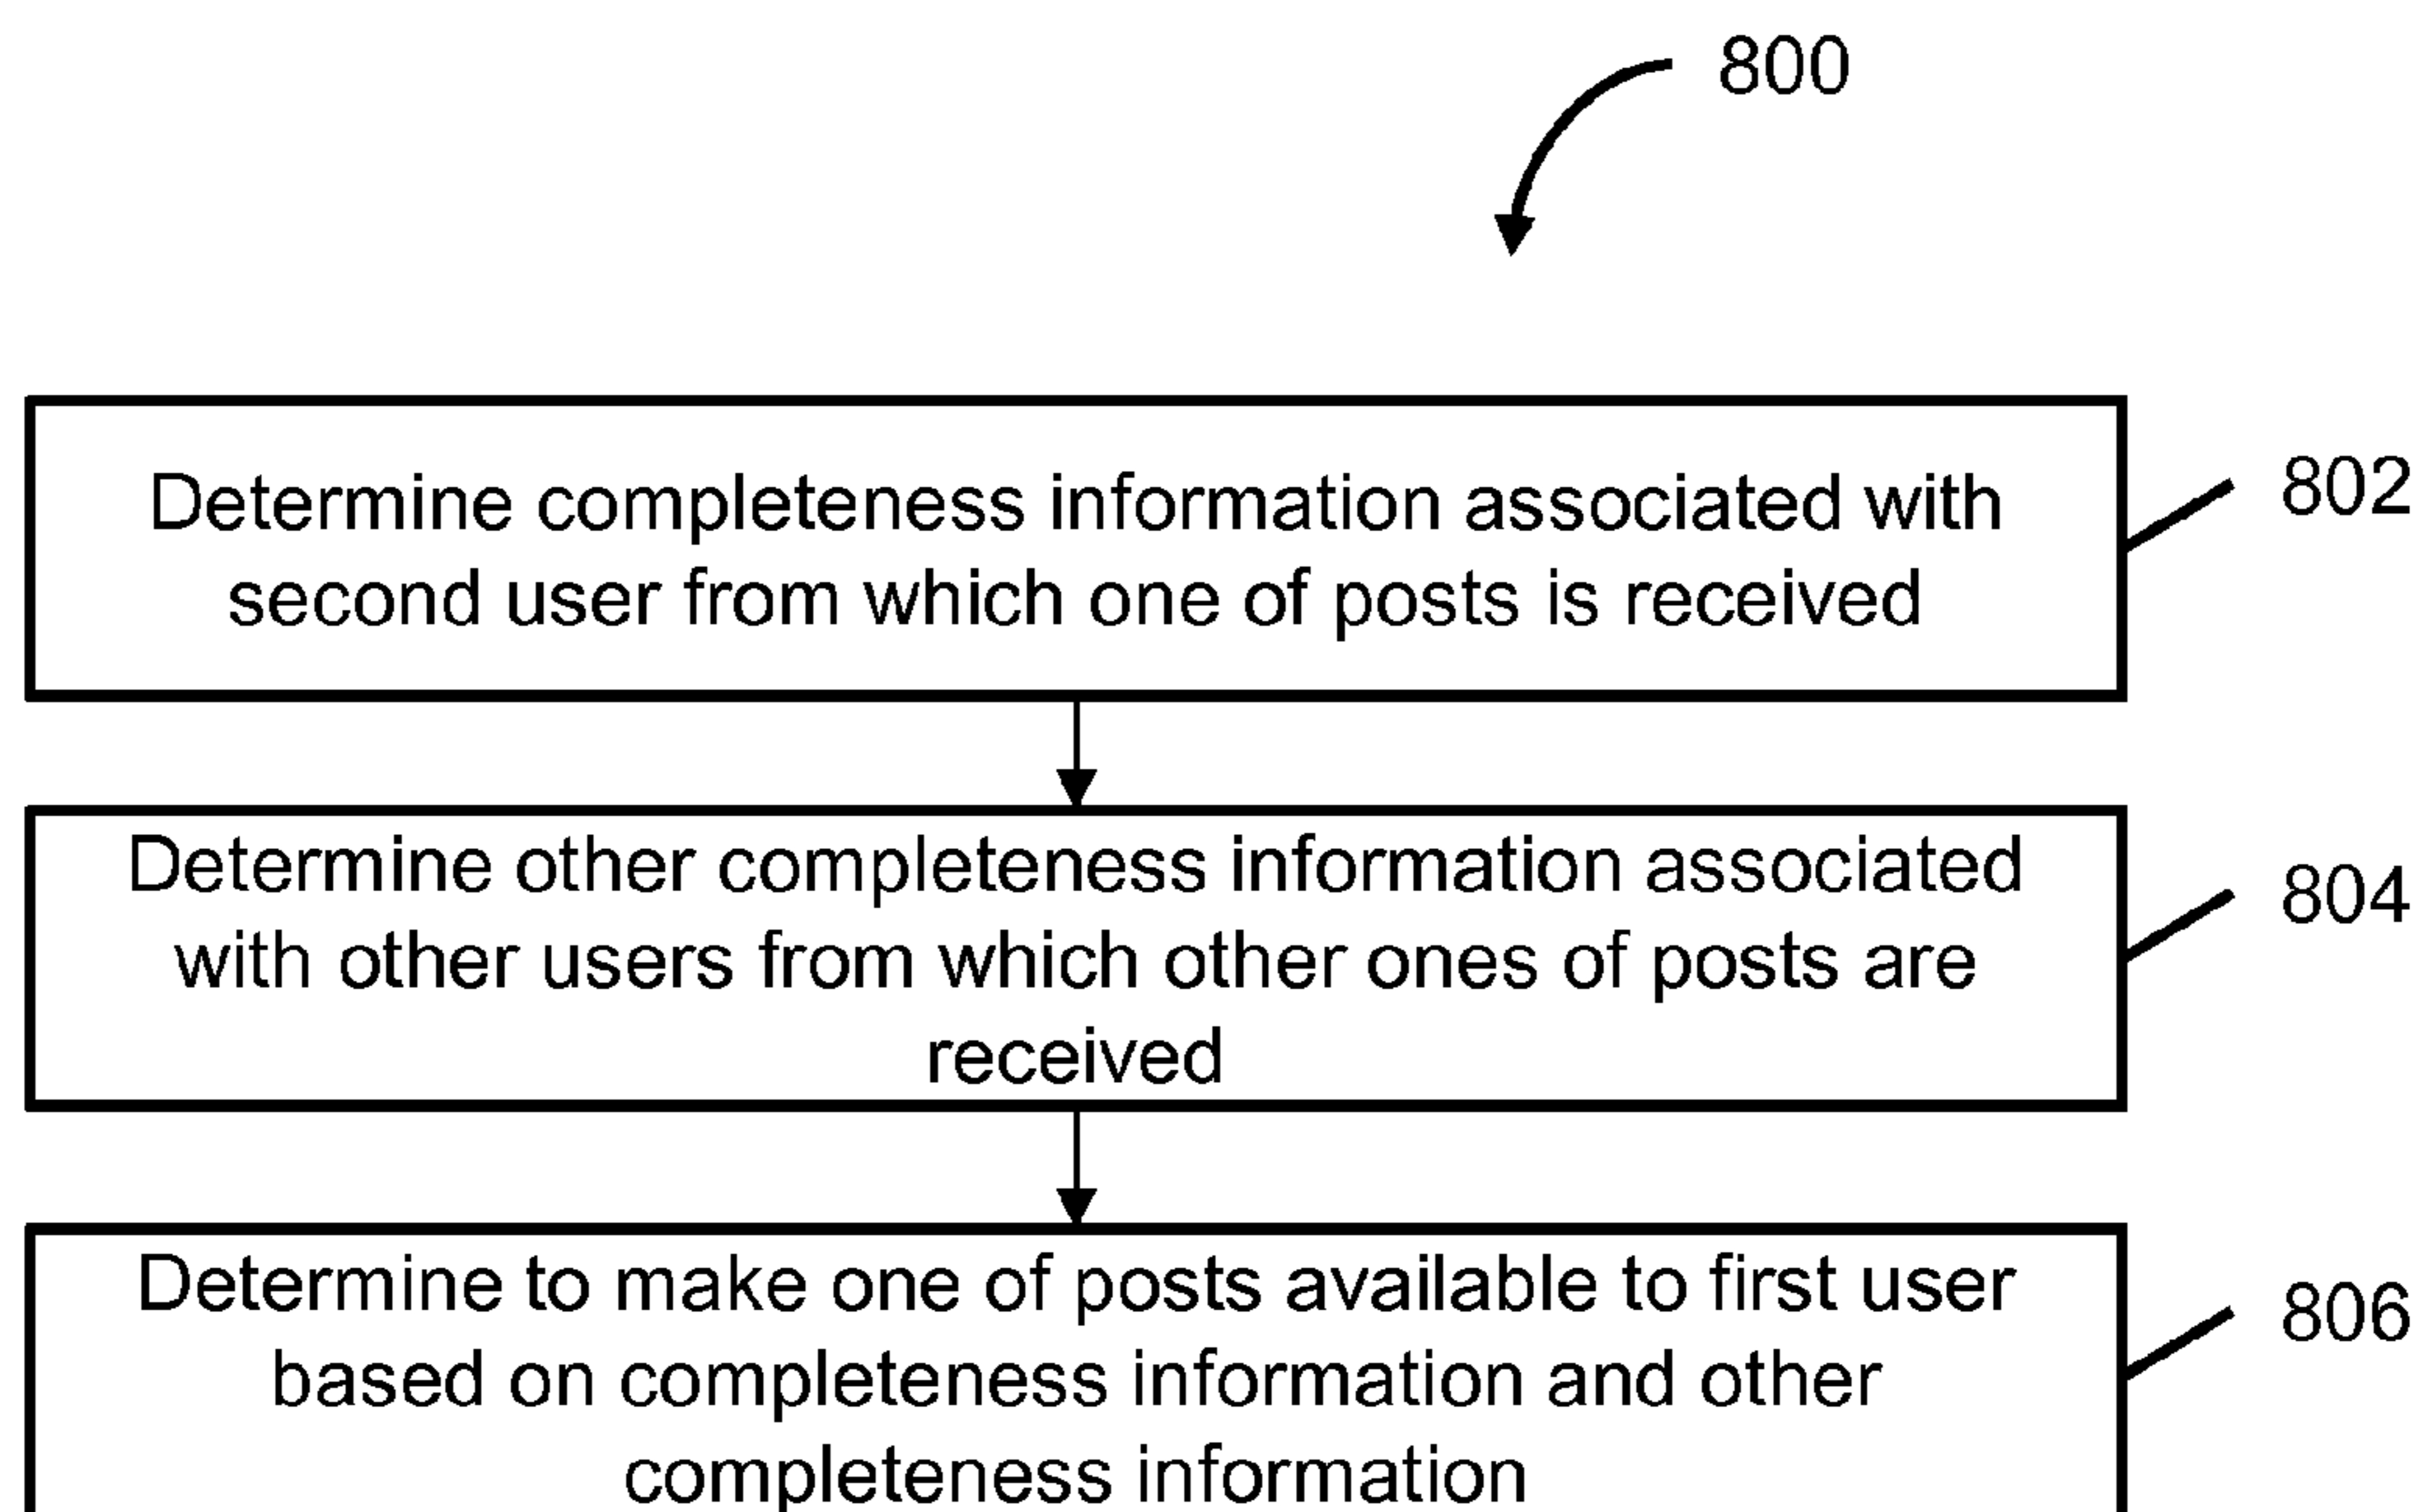 800
Determine completeness information associated with
second user from which one of posts is received
802
Determine other completeness information associated
with other users from which other ones of posts are
received
804
Determine to make one of posts available to first user
based on completeness information and other
completeness information
806